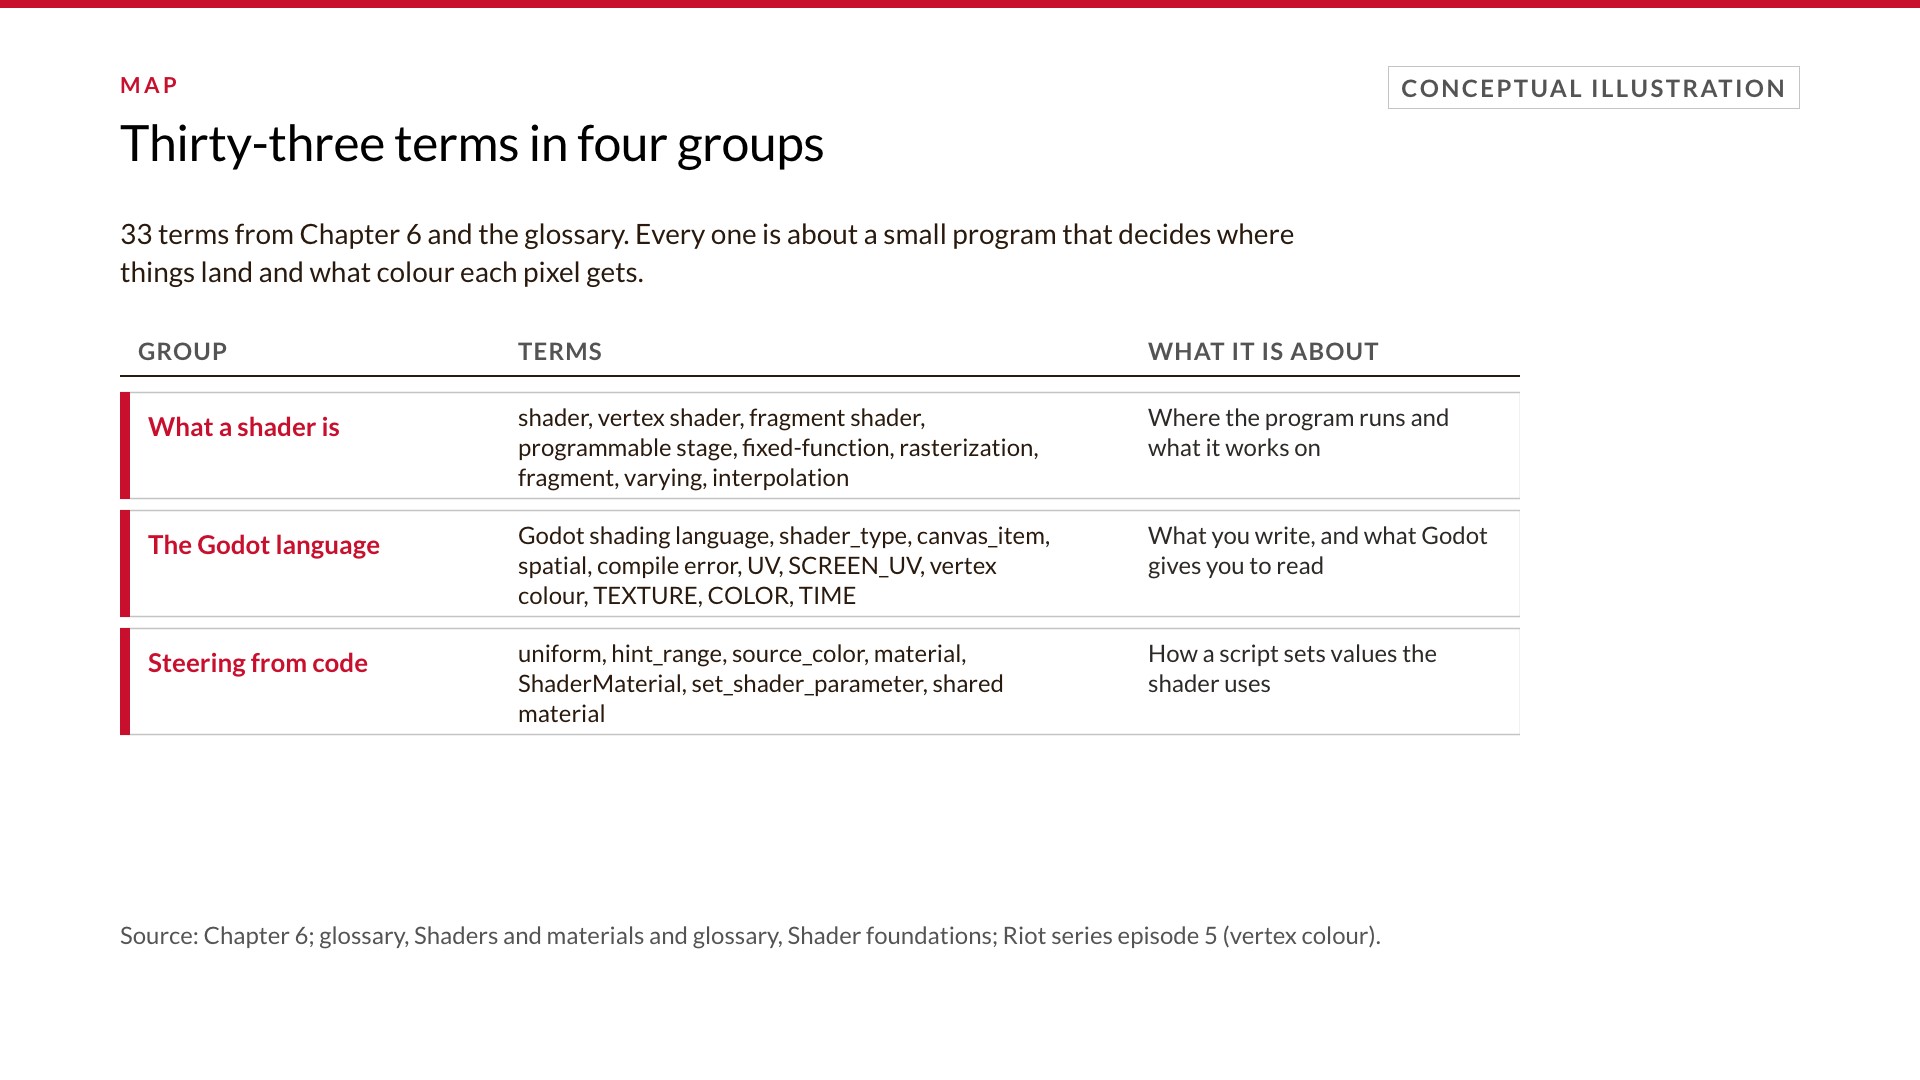 MAP
CONCEPTUAL ILLUSTRATION
Thirty-three terms in four groups
33 terms from Chapter 6 and the glossary. Every one is about a small program that decides where
things land and what colour each pixel gets.
GROUP
TERMS
WHAT IT IS ABOUT
What a shader is
shader, vertex shader, fragment shader,
programmable stage, fixed-function, rasterization,
fragment, varying, interpolation
Where the program runs and
what it works on
The Godot language
Godot shading language, shader_type, canvas_item,
spatial, compile error, UV, SCREEN_UV, vertex
colour, TEXTURE, COLOR, TIME
What you write, and what Godot
gives you to read
Steering from code
uniform, hint_range, source_color, material,
ShaderMaterial, set_shader_parameter, shared
material
How a script sets values the
shader uses
Source: Chapter 6; glossary, Shaders and materials and glossary, Shader foundations; Riot series episode 5 (vertex colour).